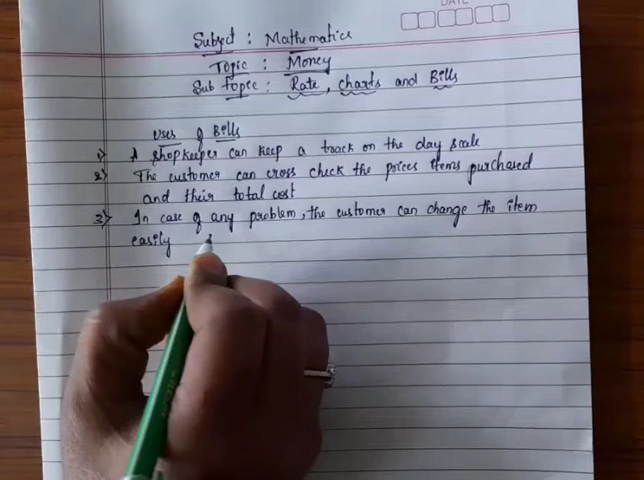 DATE
Subject : Mathematics
Topic : Money
Sub topic : Rate, charts and Bills
Uses of Bills
1) A shopkeeper can keep a track on the day scale
2) The customer can cross check the prices items purchased
and their total cost
3) In case of any problem, the customer can change the item
easily